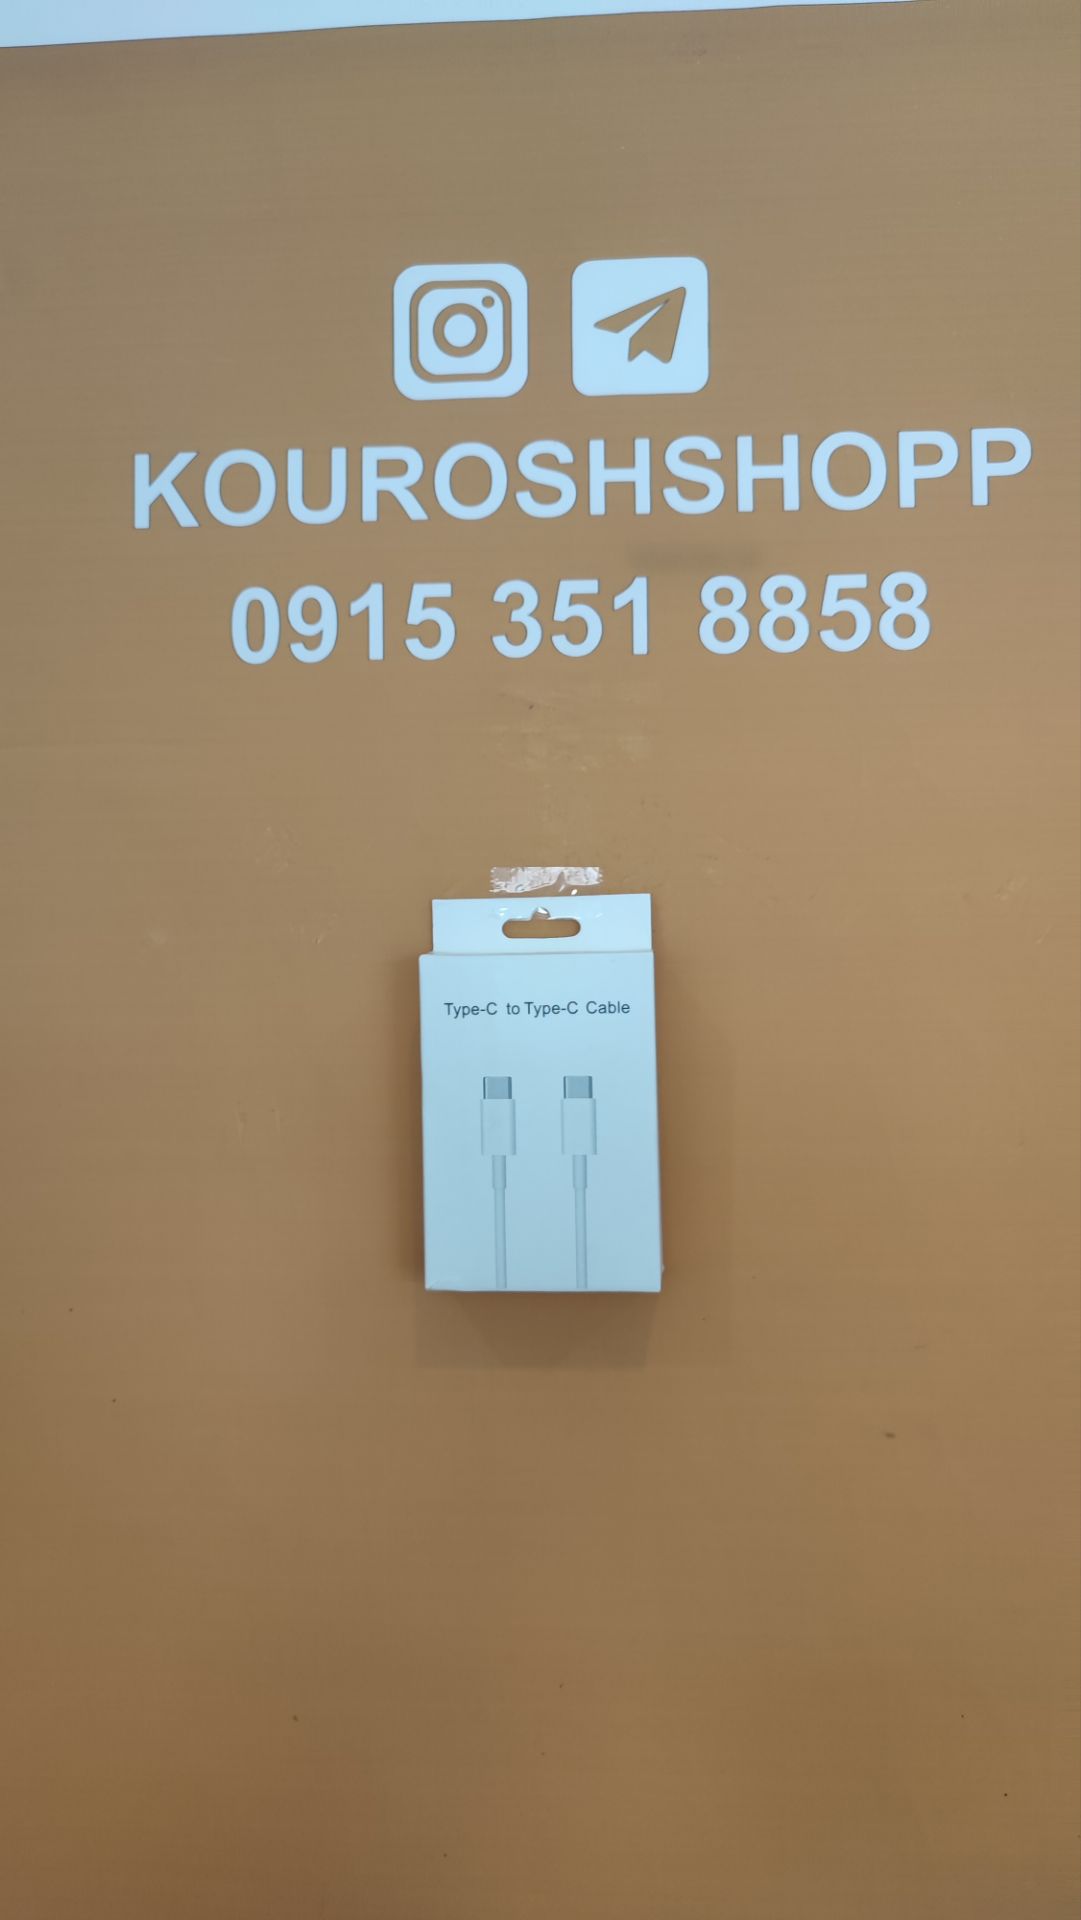 KOUROSHSHOPP
0915 351 8858
Type-C to Type-C Cable